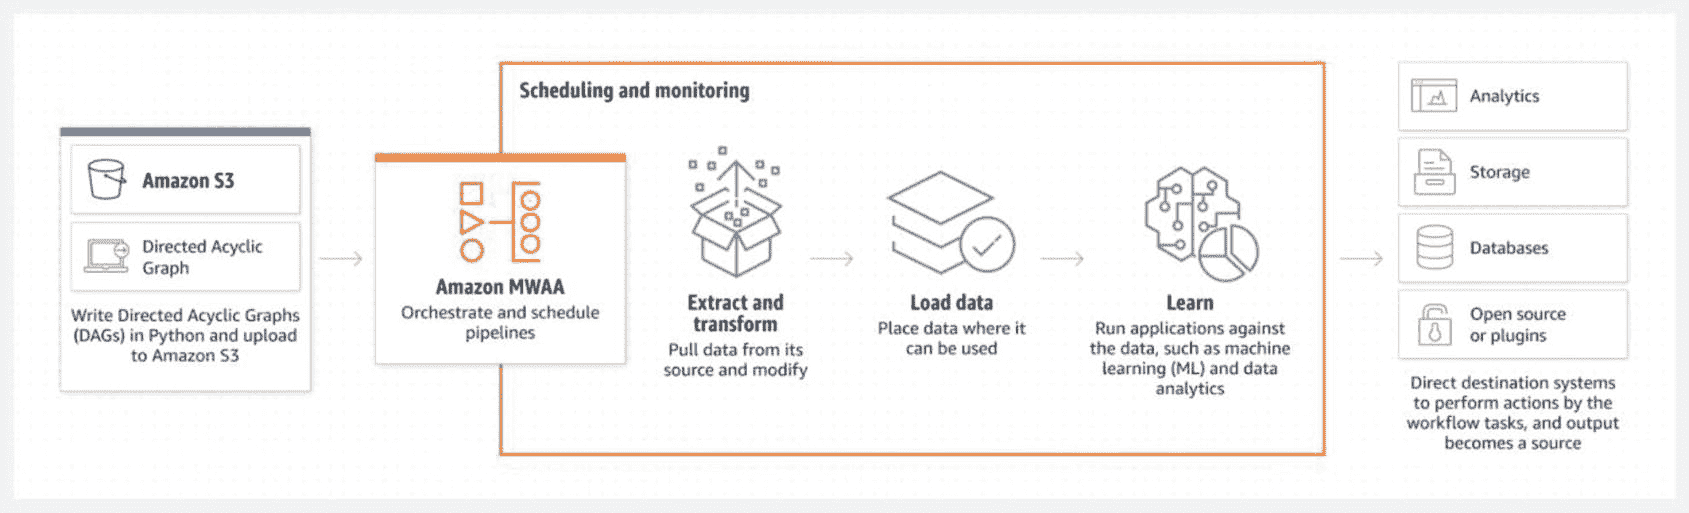 Scheduling and monitoring
Amazon S3
Directed Acyclic
Graph
Write Directed Acyclic Graphs
(DAGs) in Python and upload
to Amazon S3
Amazon MWAA
Orchestrate and schedule
pipelines
Extract and
transform
Pull data from its
source and modify
Load data
Place data where it
can be used
Learn
Run applications against
the data, such as machine
learning (ML) and data
analytics
Analytics
Storage
Databases
Open source
or plugins
Direct destination systems
to perform actions by the
workflow tasks, and output
becomes a source